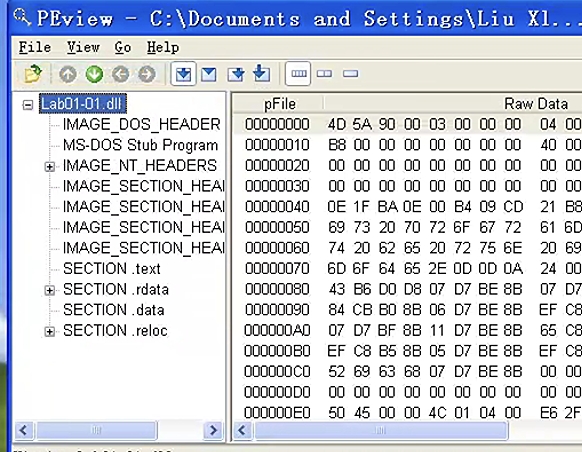 PEview - C:\Documents and Settings\Liu Xl...
File View Go Help
Lab01-01.dll
IMAGE_DOS_HEADER
MS-DOS Stub Program
IMAGE_NT_HEADERS
IMAGE_SECTION_HEA
IMAGE_SECTION_HEA
IMAGE_SECTION_HEA
IMAGE_SECTION_HEA
SECTION .text
SECTION .rdata
SECTION .data
SECTION .reloc
pFile Raw Data
00000000 4D 5A 90 00 03 00 00 00 04 00
00000010 B8 00 00 00 00 00 00 00 40 00
00000020 00 00 00 00 00 00 00 00 00 00
00000030 00 00 00 00 00 00 00 00 00 00
00000040 0E 1F BA 0E 00 B4 09 CD 21 B8
00000050 69 73 20 70 72 6F 67 72 61 6D
00000060 74 20 62 65 20 72 75 6E 20 69
00000070 6D 6F 64 65 2E 0D 0D 0A 24 00
00000080 43 B6 D0 D8 07 D7 BE 8B 07 D7
00000090 84 CB B0 8B 06 D7 BE 8B EF C8
000000A0 07 D7 BF 8B 11 D7 BE 8B 65 C8
000000B0 EF C8 B5 8B 05 D7 BE 8B EF C8
000000C0 52 69 63 68 07 D7 BE 8B 00 00
000000D0 00 00 00 00 00 00 00 00 00 00
000000E0 50 45 00 00 4C 01 04 00 E6 2F